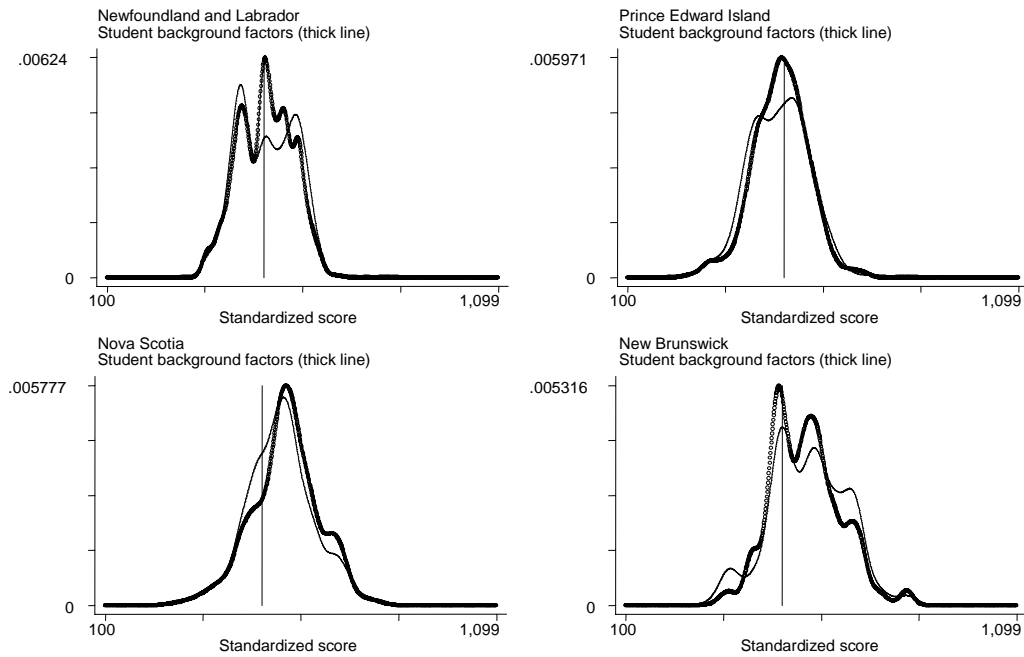 Newfoundland and Labrador
Student background factors (thick line)
.00624
0
100
1,099
Standardized score
Prince Edward Island
Student background factors (thick line)
.005971
0
100
1,099
Standardized score
Nova Scotia
Student background factors (thick line)
.005777
0
100
1,099
Standardized score
New Brunswick
Student background factors (thick line)
.005316
0
100
1,099
Standardized score